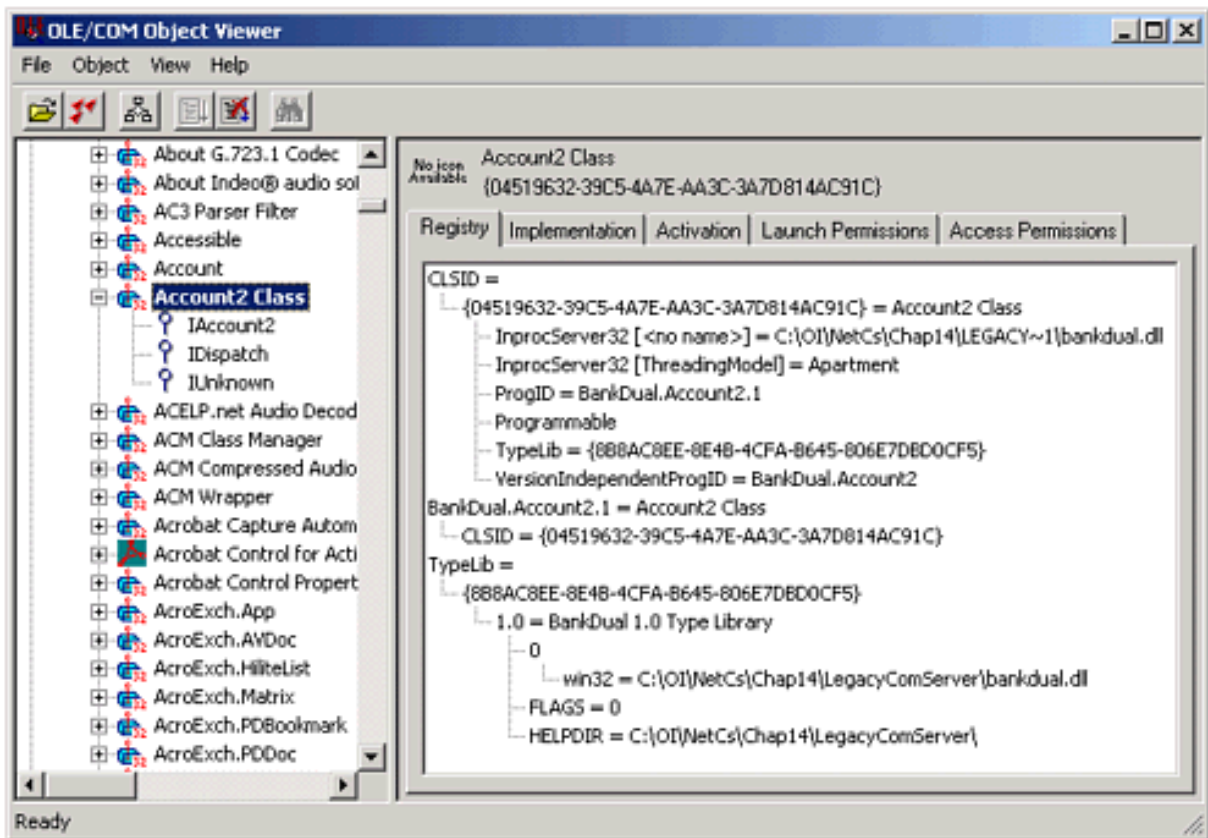 OLE/COM Object Viewer
File Object View Help
About G.723.1 Codec
About Indeo® audio sof
AC3 Parser Filter
Accessible
Account
Account2 Class
IAccount2
IDispatch
IUnknown
ACELP.net Audio Decod
ACM Class Manager
ACM Compressed Audio
ACM Wrapper
Acrobat Capture Autom
Acrobat Control for Acti
Acrobat Control Propert
AcroExch.App
AcroExch.AVDoc
AcroExch.HiliteList
AcroExch.Matrix
AcroExch.PDBookmark
AcroExch.PDDoc
No icon
Available
Account2 Class
{04519632-39C5-4A7E-AA3C-3A7D814AC91C}
Registry Implementation Activation Launch Permissions Access Permissions
CLSID =
{04519632-39C5-4A7E-AA3C-3A7D814AC91C} = Account2 Class
InprocServer32 [<no name>] = C:\OI\NetCs\Chap14\LEGACY~1\bankdual.dll
InprocServer32 [ThreadingModel] = Apartment
ProgID = BankDual.Account2.1
Programmable
TypeLib = {8B8AC8EE-8E4B-4CFA-B645-806E7DBD0CF5}
VersionIndependentProgID = BankDual.Account2
BankDual.Account2.1 = Account2 Class
CLSID = {04519632-39C5-4A7E-AA3C-3A7D814AC91C}
TypeLib =
{8B8AC8EE-8E4B-4CFA-B645-806E7DBD0CF5}
1.0 = BankDual 1.0 Type Library
0
win32 = C:\OI\NetCs\Chap14\LegacyComServer\bankdual.dll
FLAGS = 0
HELPDIR = C:\OI\NetCs\Chap14\LegacyComServer\
Ready